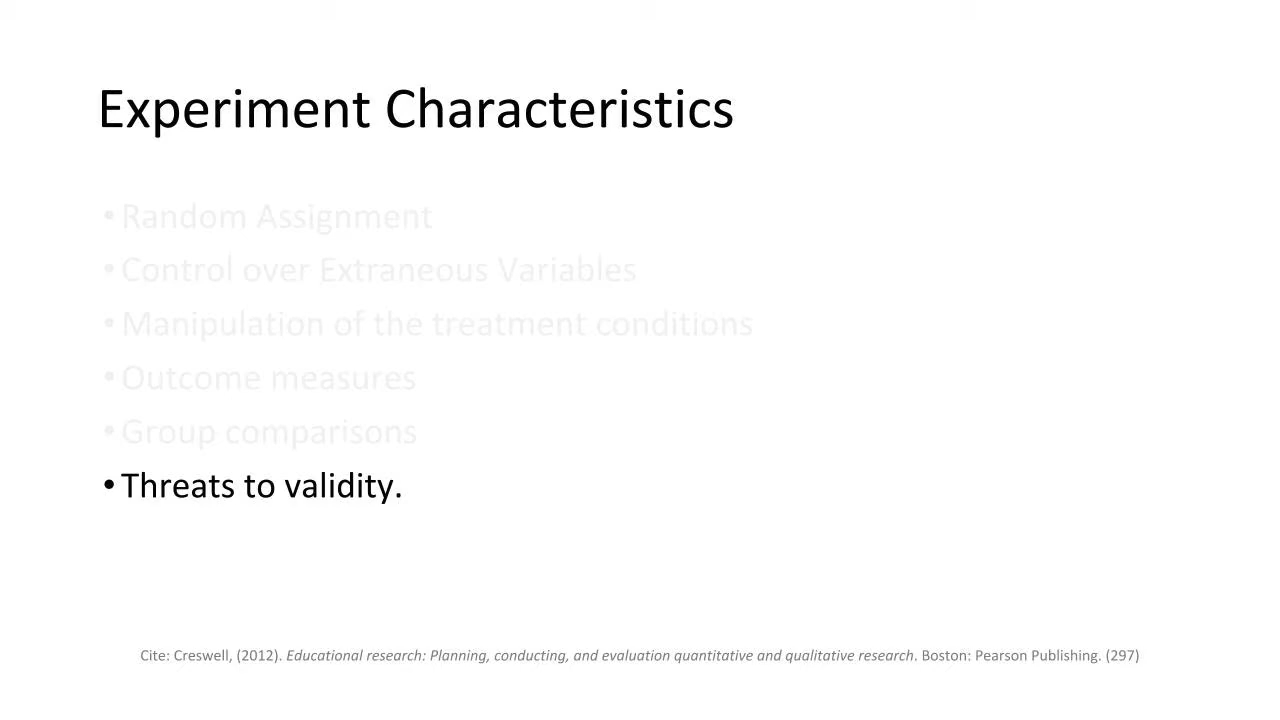 Experiment Characteristics
• Random Assignment
• Control over Extraneous Variables
• Manipulation of the treatment conditions
• Outcome measures
• Group comparisons
• Threats to validity.
Cite: Creswell, (2012). Educational research: Planning, conducting, and evaluation quantitative and qualitative research. Boston: Pearson Publishing. (297)